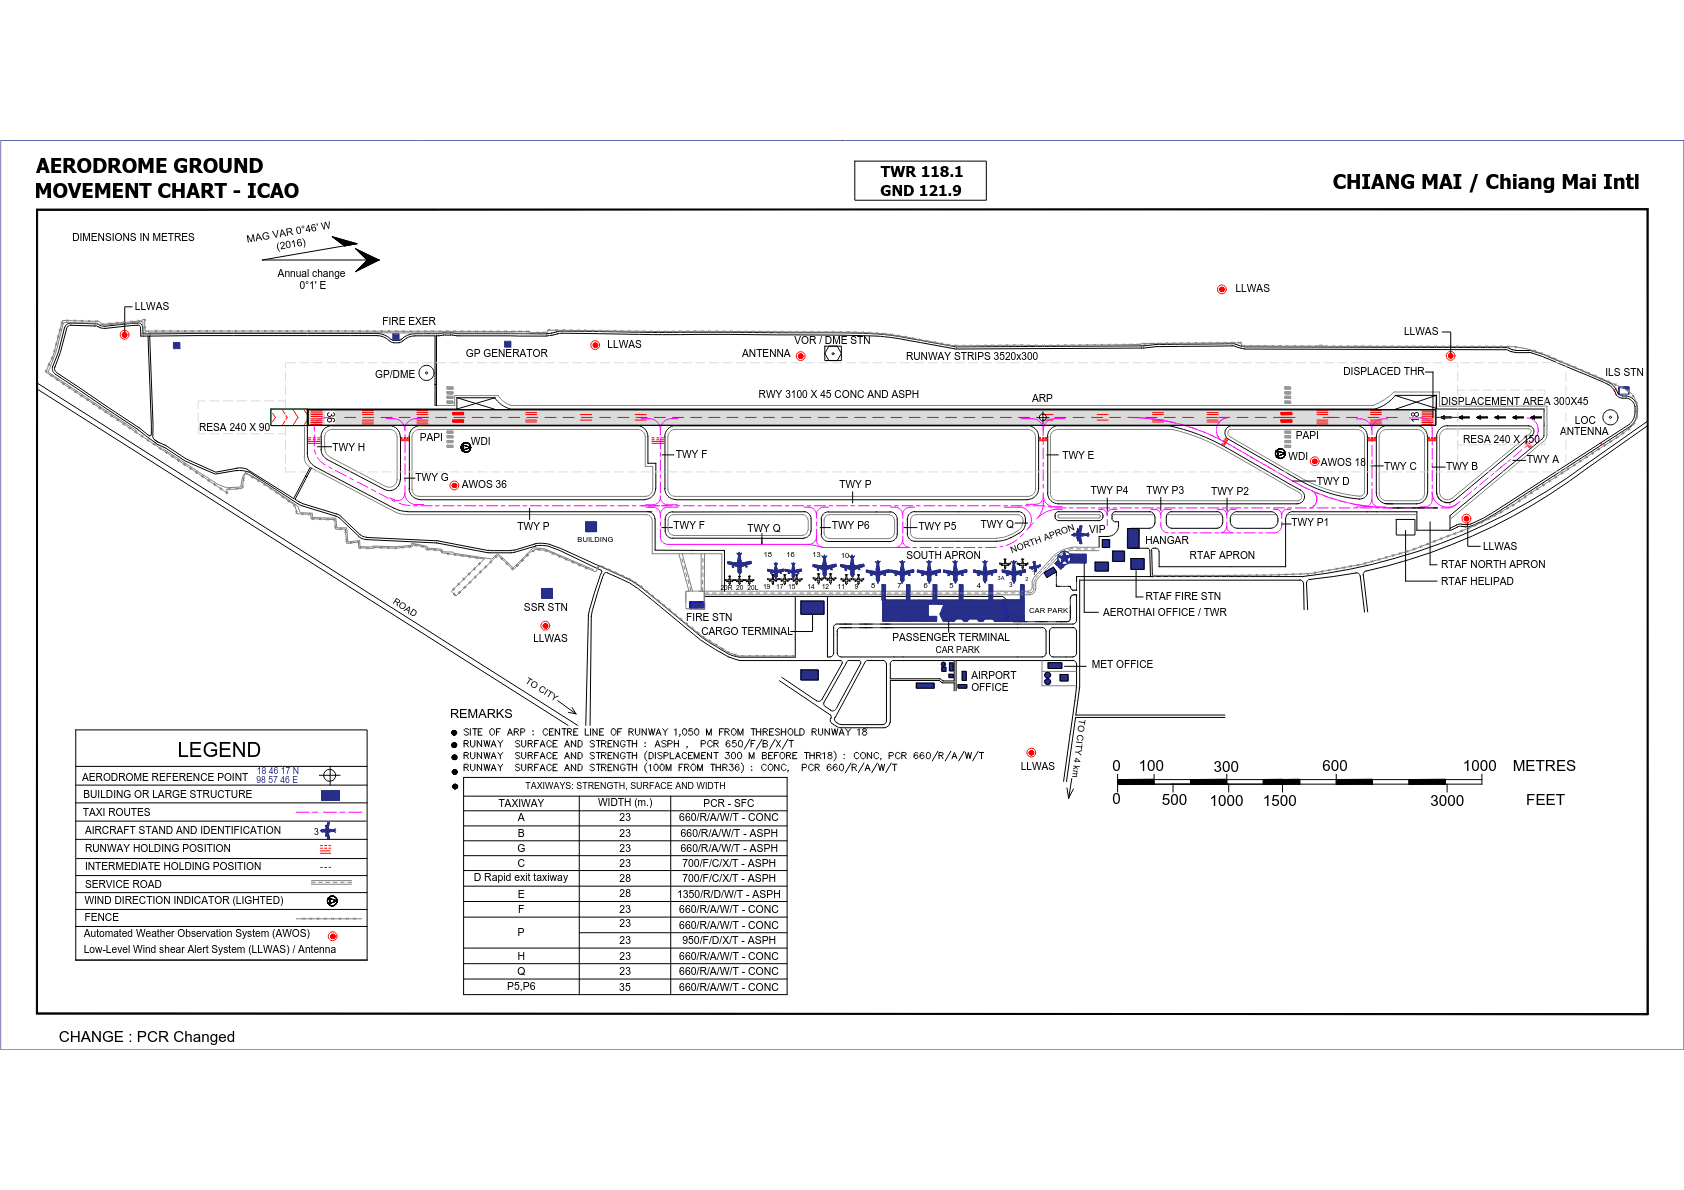 AERODROME GROUND
MOVEMENT CHART - ICAO
TWR 118.1
GND 121.9
CHIANG MAI / Chiang Mai Intl
DIMENSIONS IN METRES
MAG VAR 0°46' W
(2016)
Annual change
0°1' E
LLWAS
LLWAS
FIRE EXER
GP GENERATOR
LLWAS
VOR / DME STN
ANTENNA
RUNWAY STRIPS 3520x300
LLWAS
GP/DME
DISPLACED THR
ILS STN
RWY 3100 X 45 CONC AND ASPH
ARP
DISPLACEMENT AREA 300X45
RESA 240 X 90
36
18
LOC
ANTENNA
PAPI
WDI
PAPI
RESA 240 X 150
TWY H
TWY F
TWY E
WDI
AWOS 18
TWY C
TWY B
TWY A
TWY G
AWOS 36
TWY P
TWY D
TWY P4
TWY P3
TWY P2
TWY P
BUILDING
TWY F
TWY Q
TWY P6
TWY P5
TWY Q
NORTH APRON
VIP
HANGAR
TWY P1
LLWAS
SOUTH APRON
RTAF APRON
RTAF NORTH APRON
RTAF HELIPAD
18
16
13
10
20R
20
20L
19
17
15
14
12
11
9
8
7
6
5
4
3A
3
2
RTAF FIRE STN
AEROTHAI OFFICE / TWR
CAR PARK
ROAD
SSR STN
LLWAS
FIRE STN
CARGO TERMINAL
PASSENGER TERMINAL
CAR PARK
MET OFFICE
AIRPORT
OFFICE
TO CITY
TO CITY 4 km
LLWAS
REMARKS
SITE OF ARP : CENTRE LINE OF RUNWAY 1,050 M FROM THRESHOLD RUNWAY 18
RUNWAY SURFACE AND STRENGTH : ASPH , PCR 650/F/B/X/T
RUNWAY SURFACE AND STRENGTH (DISPLACEMENT 300 M BEFORE THR18) : CONC, PCR 660/R/A/W/T
RUNWAY SURFACE AND STRENGTH (100M FROM THR36) : CONC, PCR 660/R/A/W/T
TAXIWAYS: STRENGTH, SURFACE AND WIDTH
TAXIWAY WIDTH (m.) PCR - SFC
A 23 660/R/A/W/T - CONC
B 23 660/R/A/W/T - ASPH
G 23 660/R/A/W/T - ASPH
C 23 700/F/C/X/T - ASPH
D Rapid exit taxiway 28 700/F/C/X/T - ASPH
E 28 1350/R/D/W/T - ASPH
F 23 660/R/A/W/T - CONC
P 23 660/R/A/W/T - CONC
23 950/F/D/X/T - ASPH
H 23 660/R/A/W/T - CONC
Q 23 660/R/A/W/T - CONC
P5,P6 35 660/R/A/W/T - CONC
0 100 300 600 1000 METRES
0 500 1000 1500 3000 FEET
LEGEND
AERODROME REFERENCE POINT 18 46 17 N
98 57 46 E
BUILDING OR LARGE STRUCTURE
TAXI ROUTES
AIRCRAFT STAND AND IDENTIFICATION 3
RUNWAY HOLDING POSITION
INTERMEDIATE HOLDING POSITION
SERVICE ROAD
WIND DIRECTION INDICATOR (LIGHTED)
FENCE
Automated Weather Observation System (AWOS)
Low-Level Wind shear Alert System (LLWAS) / Antenna
CHANGE : PCR Changed